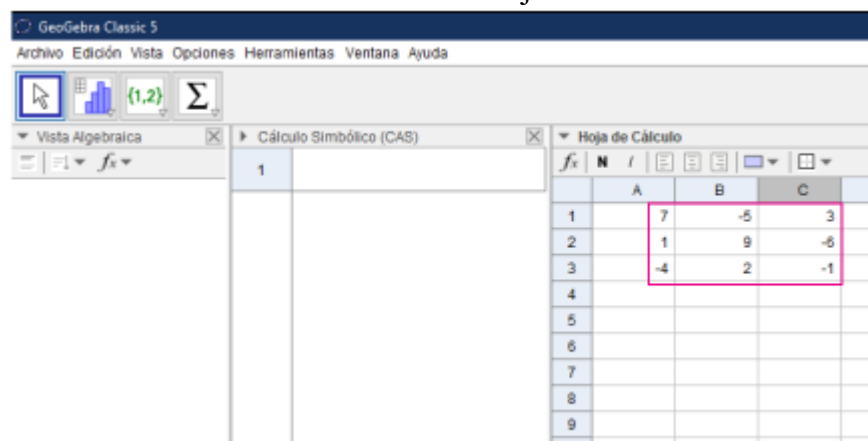 GeoGebra Classic 5
Archivo Edición Vista Opciones Herramientas Ventana Ayuda
{1,2} Σ
Vista Algebraica
Cálculo Simbólico (CAS)
Hoja de Cálculo
fx
1
fx N I
A B C
1 7 -5 3
2 1 9 -6
3 -4 2 -1
4
5
6
7
8
9